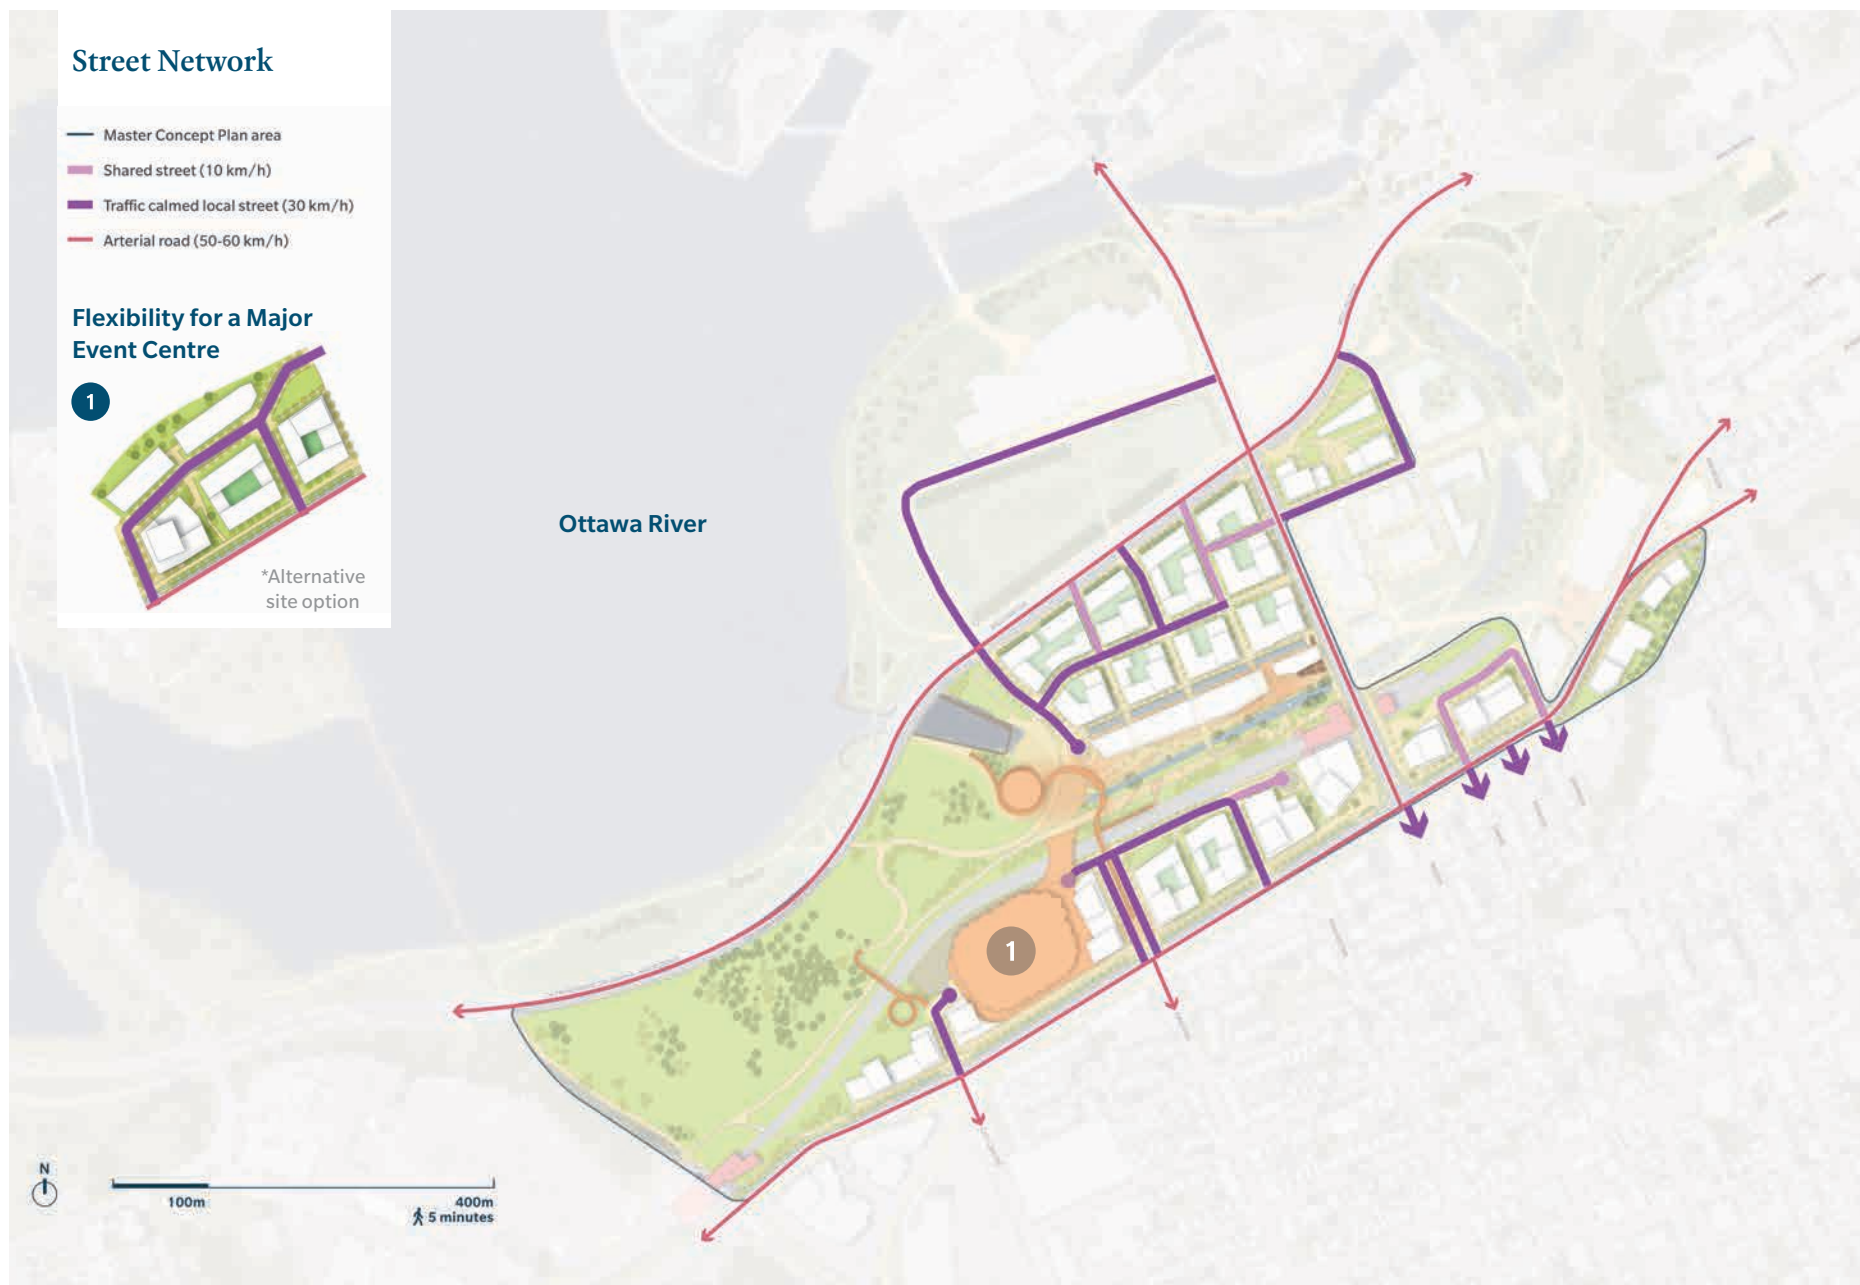 Street Network
Master Concept Plan area
Shared street (10 km/h)
Traffic calmed local street (30 km/h)
Arterial road (50-60 km/h)
Flexibility for a Major
Event Centre
1
*Alternative
site option
Ottawa River
1
N
100m
400m
5 minutes